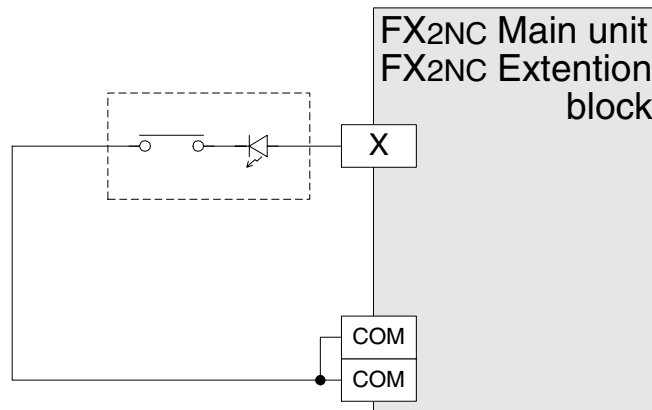 FX2NC Main unit
FX2NC Extention
block
X
COM
COM